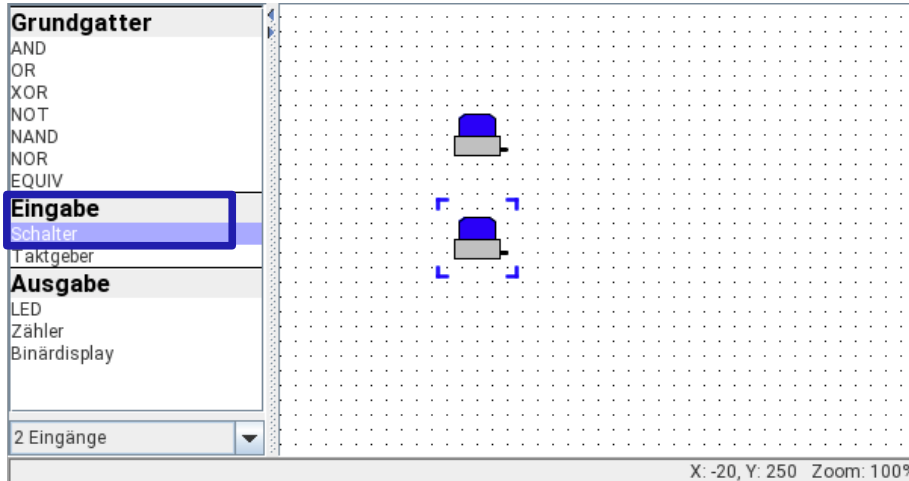 Grundgatter
AND
OR
XOR
NOT
NAND
NOR
EQUIV
Eingabe
Schalter
Taktgeber
Ausgabe
LED
Zähler
Binärdisplay
2 Eingänge
X: -20, Y: 250 Zoom: 100%